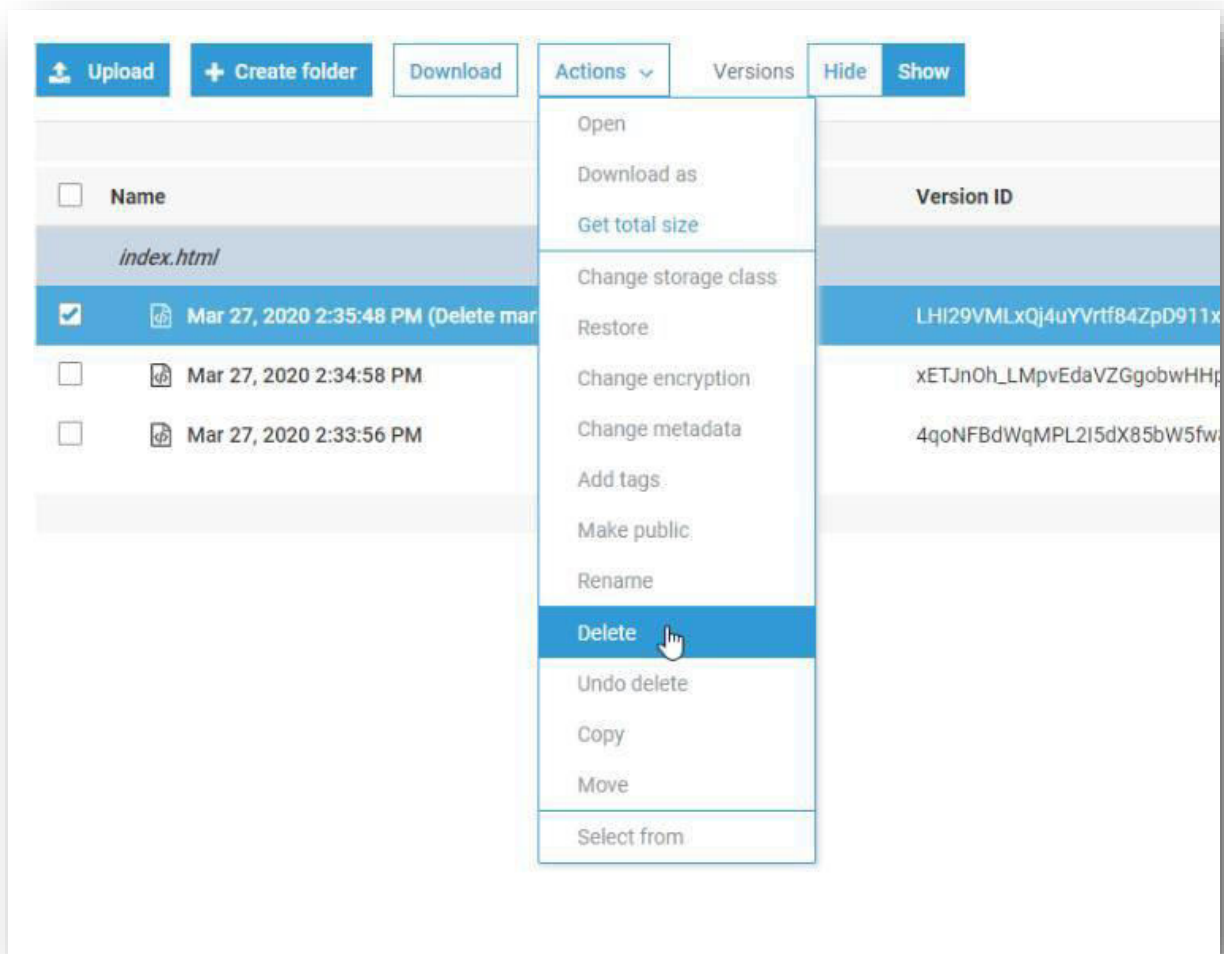 Upload + Create folder Download Actions Versions Hide Show
Open
Download as
Name Version ID
Get total size
index.html
Change storage class
Mar 27, 2020 2:35:48 PM (Delete mar LHI29VMLxQj4uYVrtf84ZpD911x
Restore
Mar 27, 2020 2:34:58 PM Change encryption xETJnOh_LMpvEdaVZGgobwHHp
Change metadata
Mar 27, 2020 2:33:56 PM 4qoNFBdWqMPL2I5dX85bW5fw
Add tags
Make public
Rename
Delete
Undo delete
Copy
Move
Select from